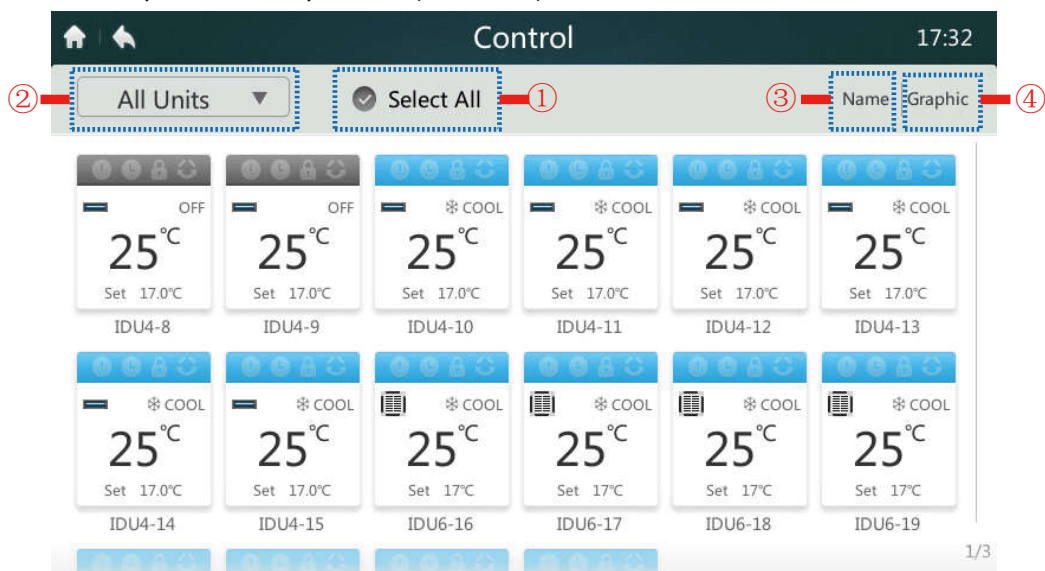 Control
17:32
② All Units ▼ Select All ① ③ Name Graphic ④
OFF OFF COOL COOL COOL COOL
25℃ 25℃ 25℃ 25℃ 25℃ 25℃
Set 17.0℃ Set 17.0℃ Set 17.0℃ Set 17.0℃ Set 17.0℃ Set 17.0℃
IDU4-8 IDU4-9 IDU4-10 IDU4-11 IDU4-12 IDU4-13
COOL COOL COOL COOL COOL COOL
25℃ 25℃ 25℃ 25℃ 25℃ 25℃
Set 17.0℃ Set 17.0℃ Set 17℃ Set 17℃ Set 17℃ Set 17℃
IDU4-14 IDU4-15 IDU6-16 IDU6-17 IDU6-18 IDU6-19
1/3